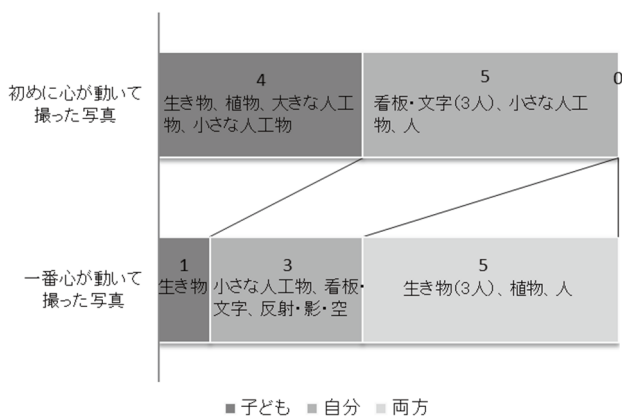 初めに心が動いて
撮った写真
4
生き物、植物、大きな人工
物、小さな人工物
5
看板・文字(3人)、小さな人工
物、人
0
一番心が動いて
撮った写真
1
生き物
3
小さな人工物、看板・
文字、反射・影・空
5
生き物(3人)、植物、人
子ども 自分 両方